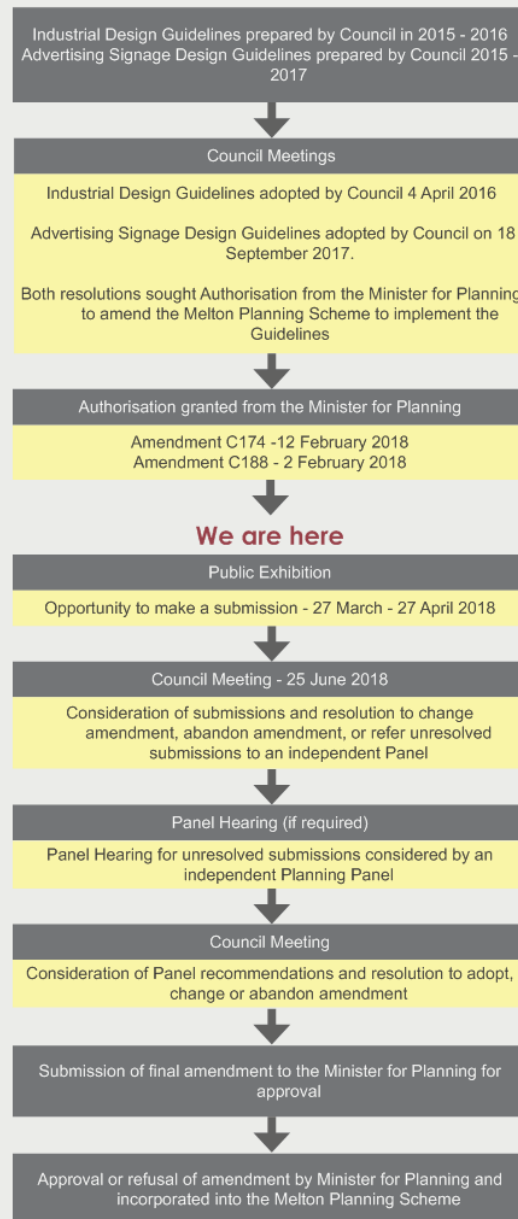 Industrial Design Guidelines prepared by Council in 2015 - 2016
Advertising Signage Design Guidelines prepared by Council 2015 -
2017
Council Meetings
Industrial Design Guidelines adopted by Council 4 April 2016
Advertising Signage Design Guidelines adopted by Council on 18
September 2017.
Both resolutions sought Authorisation from the Minister for Planning
to amend the Melton Planning Scheme to implement the
Guidelines
Authorisation granted from the Minister for Planning
Amendment C174 -12 February 2018
Amendment C188 - 2 February 2018
We are here
Public Exhibition
Opportunity to make a submission - 27 March - 27 April 2018
Council Meeting - 25 June 2018
Consideration of submissions and resolution to change
amendment, abandon amendment, or refer unresolved
submissions to an independent Panel
Panel Hearing (if required)
Panel Hearing for unresolved submissions considered by an
independent Planning Panel
Council Meeting
Consideration of Panel recommendations and resolution to adopt,
change or abandon amendment
Submission of final amendment to the Minister for Planning for
approval
Approval or refusal of amendment by Minister for Planning and
incorporated into the Melton Planning Scheme